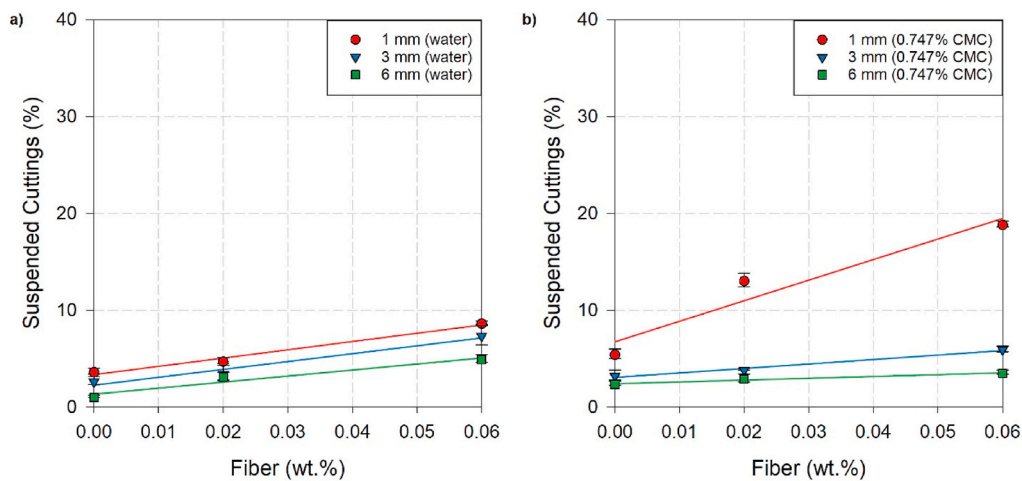 a)
40
30
20
10
0
Suspended Cuttings (%)
1 mm (water)
3 mm (water)
6 mm (water)
0.00 0.01 0.02 0.03 0.04 0.05 0.06
Fiber (wt.%)
b)
40
30
20
10
0
Suspended Cuttings (%)
1 mm (0.747% CMC)
3 mm (0.747% CMC)
6 mm (0.747% CMC)
0.00 0.01 0.02 0.03 0.04 0.05 0.06
Fiber (wt.%)